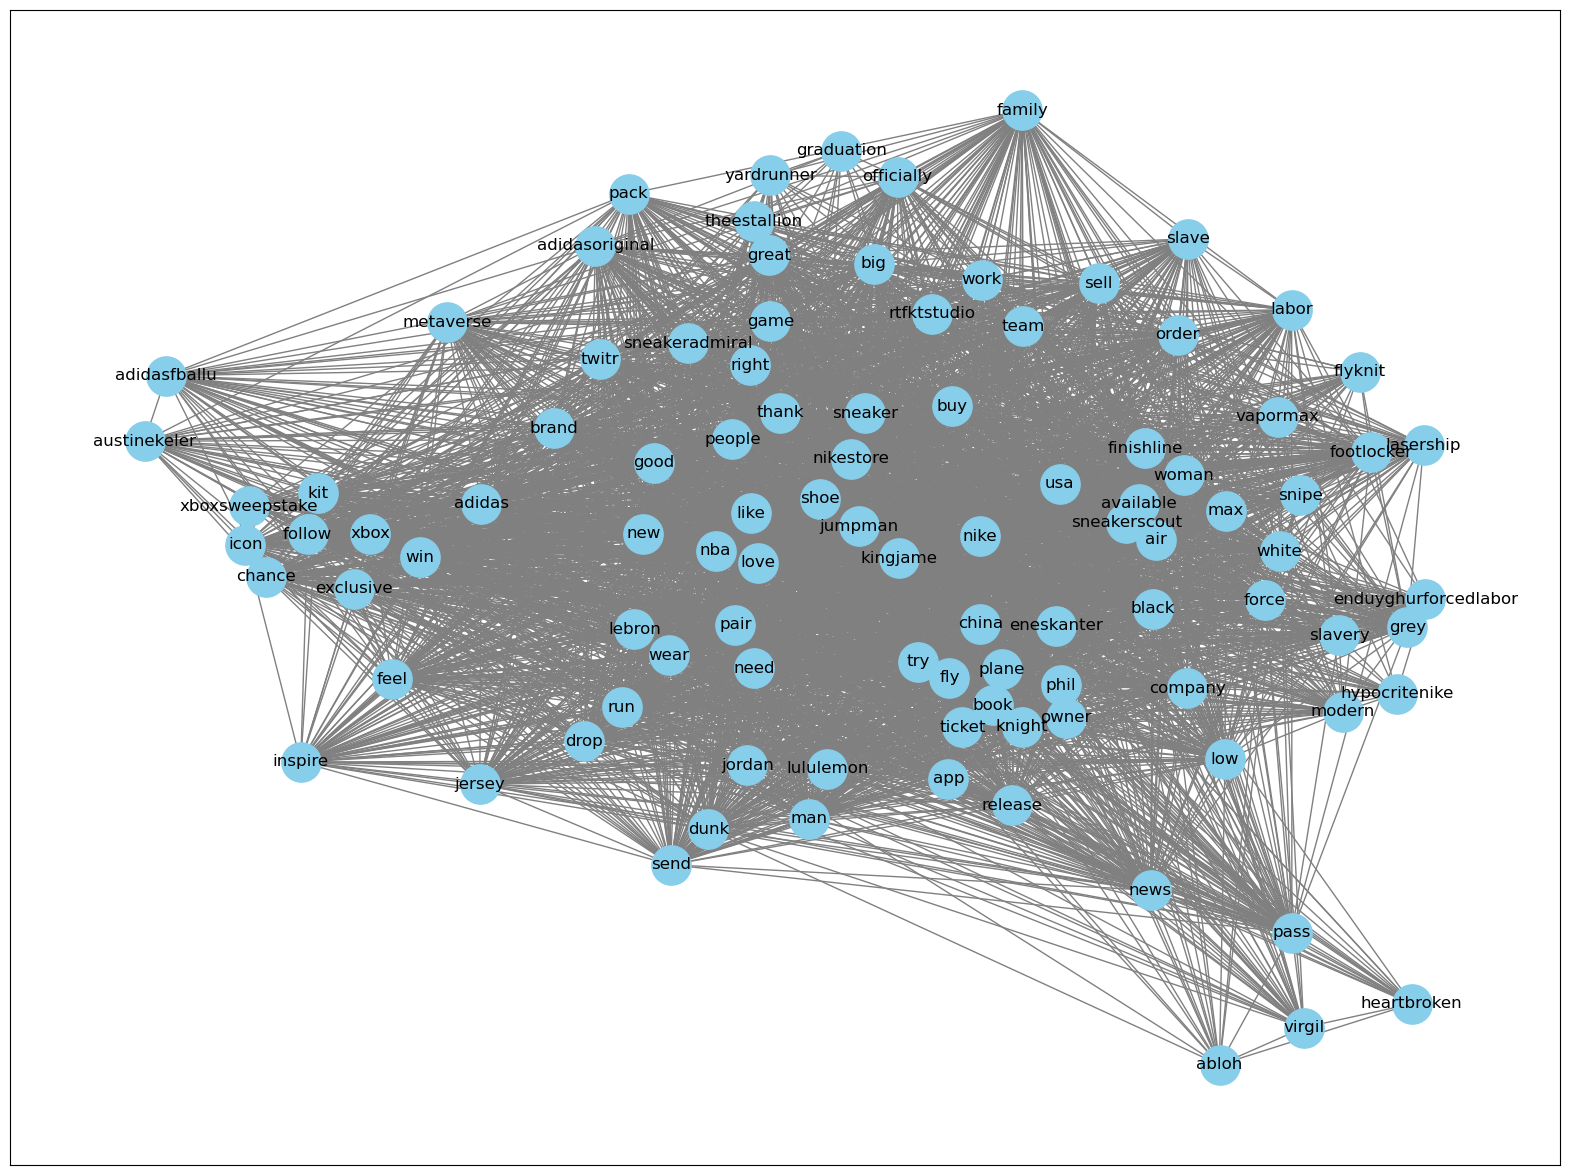 family
graduation
yardrunner
officially
pack
theestallion
slave
adidasoriginal
great
big
work
sell
labor
rtfktstudio
metaverse
game
team
order
sneakeradmiral
twitr
right
flyknit
adidasfballu
buy
thank
sneaker
vapormax
brand
people
austinekeler
lasership
finishline
footlocker
good
nikestore
woman
usa
kit
snipe
shoe
adidas
available
xboxsweepstake
like
max
sneakerscout
jumpman
follow
xbox
new
nike
air
icon
nba
white
win
love
kingjame
chance
exclusive
enduyghurforcedlabor
force
black
pair
china
eneskanter
grey
lebron
slavery
wear
try
need
plane
feel
fly
phil
company
hypocritenike
book
run
modern
owner
ticket
knight
drop
low
inspire
jordan
lululemon
app
jersey
release
man
dunk
send
news
pass
heartbroken
virgil
abloh